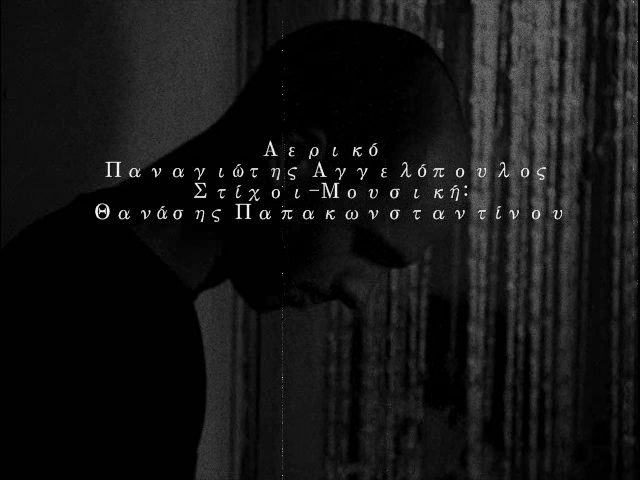 Αερικό
Παναγιώτης Αγγελόπουλος
Στίχοι-Μουσική:
Θανάσης Παπακωνσταντίνου